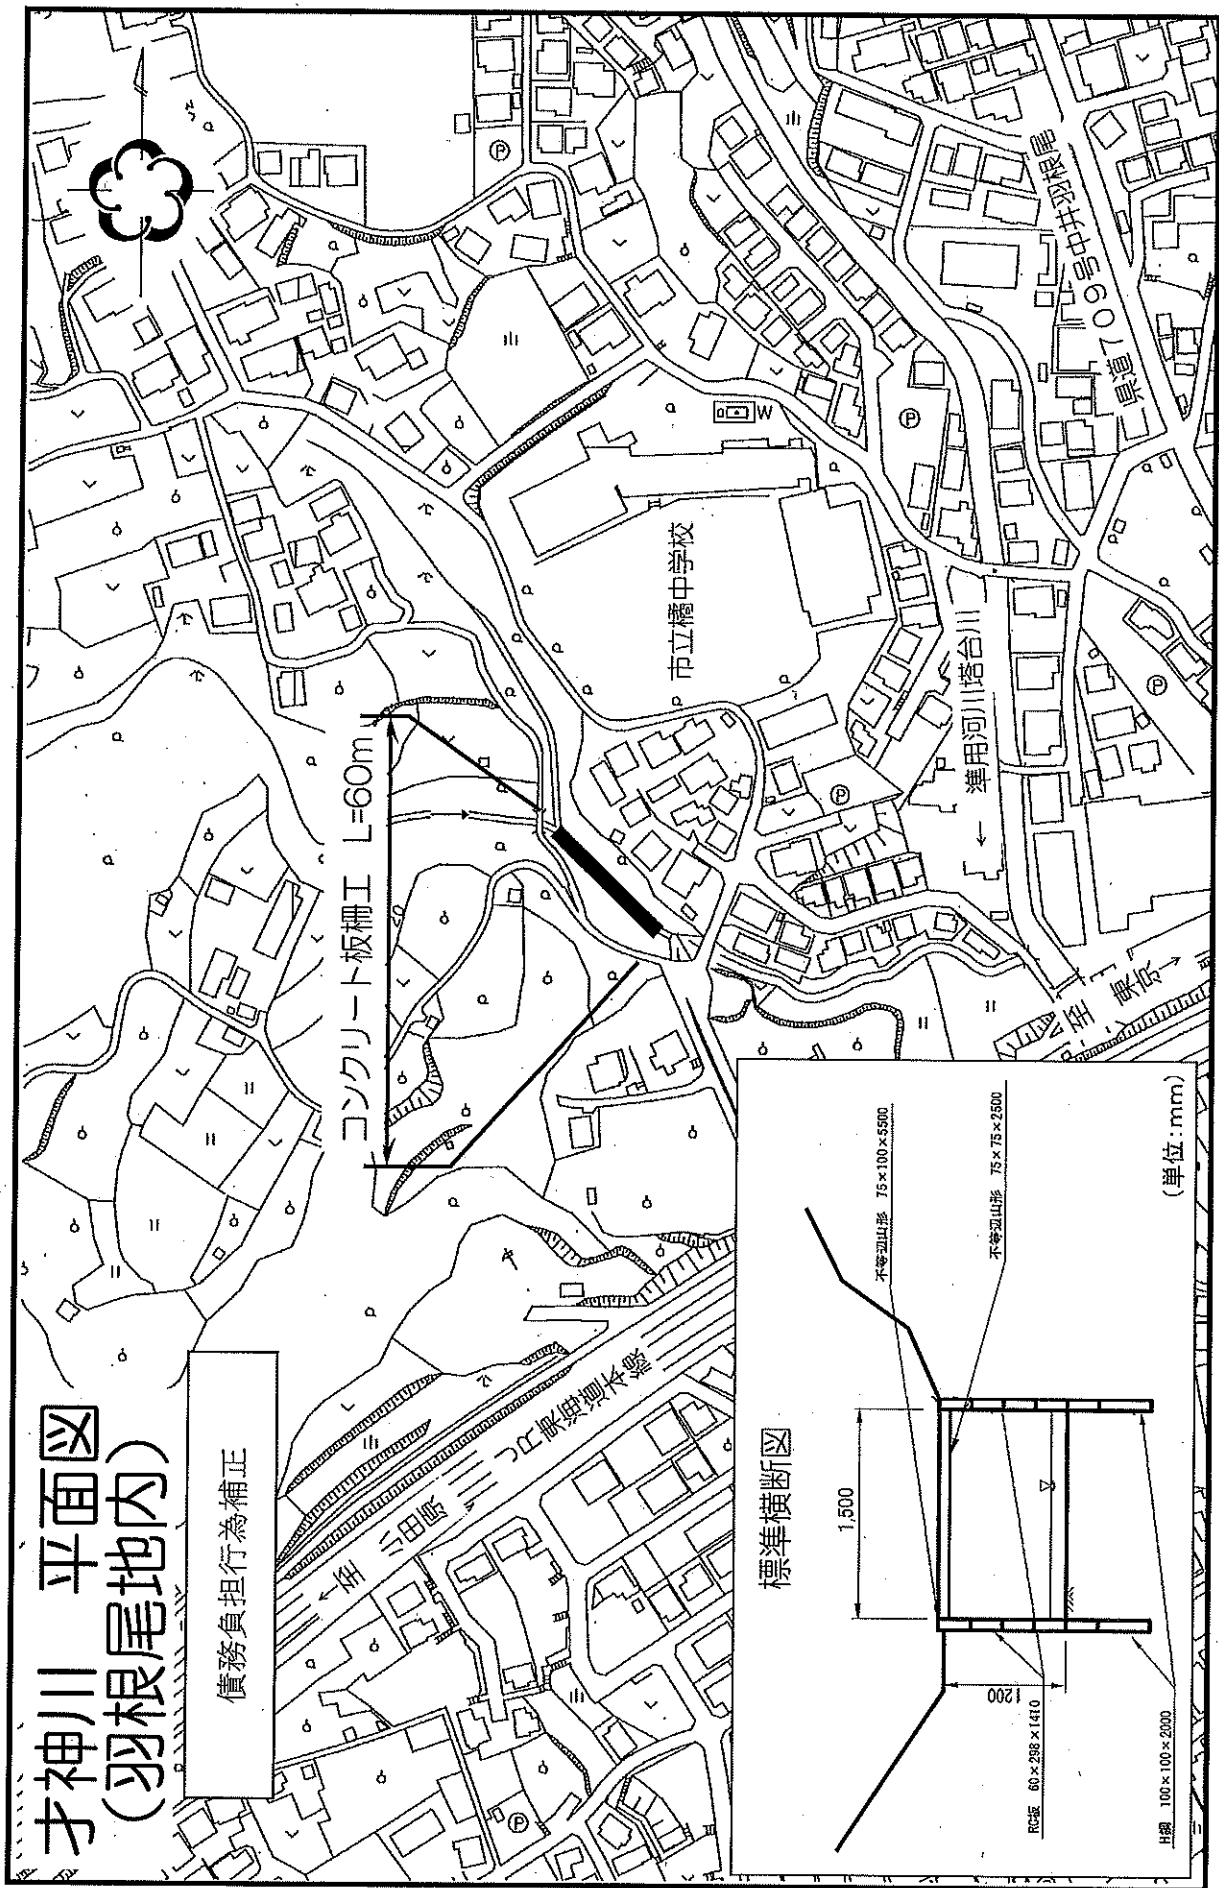 才神川　平面図
(羽根尾地内)
債務負担行為補正
コンクリート板柵工　L=60m
市立橘中学校
県道709号中井羽根尾
← 準用河川塔台川
←至　小田原
JR東海道本線
至　東京→
W
P
P
P
P
P
標準横断図
1,500
1200
不等辺山形　75×100×5500
不等辺山形　75×75×2500
RC板　60×298×1410
H鋼　100×100×2000
(単位:mm)